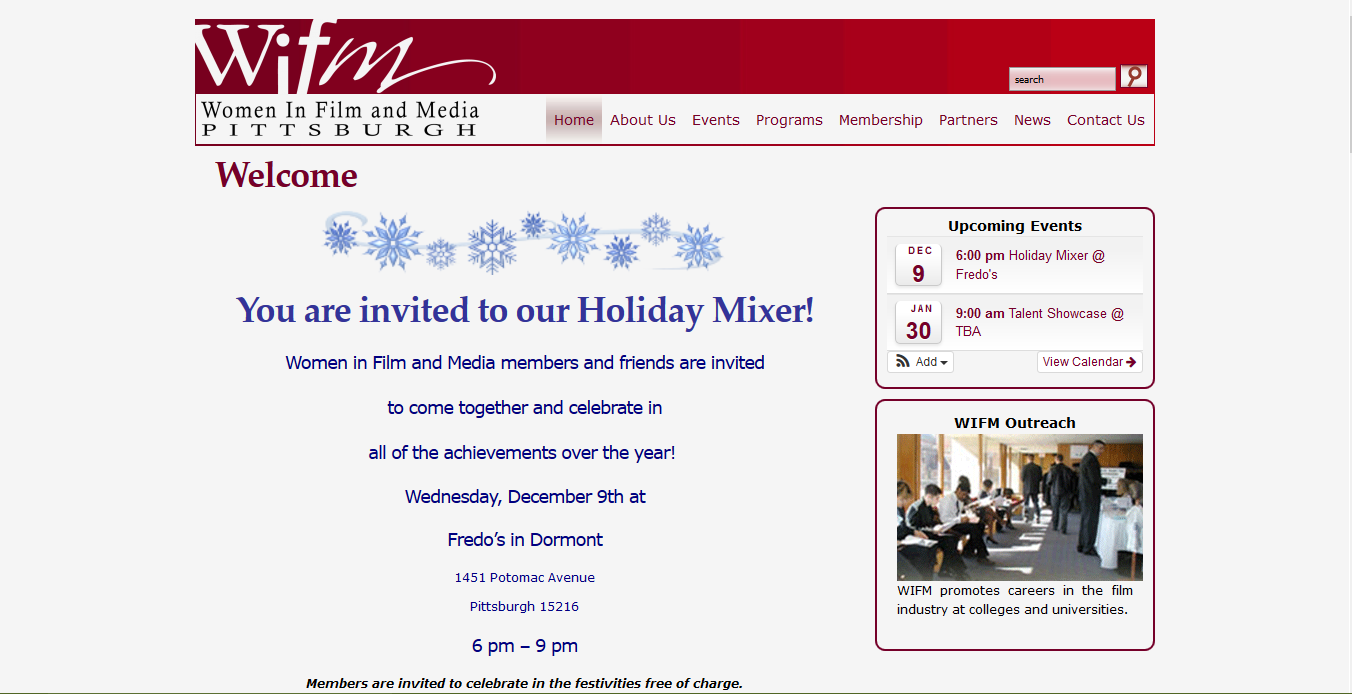 Wifm
Women In Film and Media
PITTSBURGH
search
Home About Us Events Programs Membership Partners News Contact Us
Welcome
You are invited to our Holiday Mixer!
Women in Film and Media members and friends are invited
to come together and celebrate in
all of the achievements over the year!
Wednesday, December 9th at
Fredo's in Dormont
1451 Potomac Avenue
Pittsburgh 15216
6 pm – 9 pm
Members are invited to celebrate in the festivities free of charge.
Upcoming Events
DEC
9
6:00 pm Holiday Mixer @
Fredo's
JAN
30
9:00 am Talent Showcase @
TBA
Add
View Calendar
WIFM Outreach
WIFM promotes careers in the film
industry at colleges and universities.